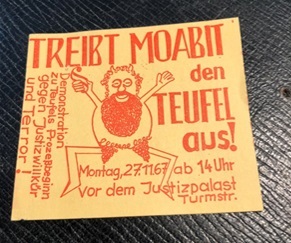 TREIBT MOABIT
den
TEUFEL
aus!
Demonstration
zu Teufels Prozeßbeginn
gegen Justizwillkür
und Terror!
Montag, 27.11.67 ab 14 Uhr
vor dem Justizpalast
Turmstr.